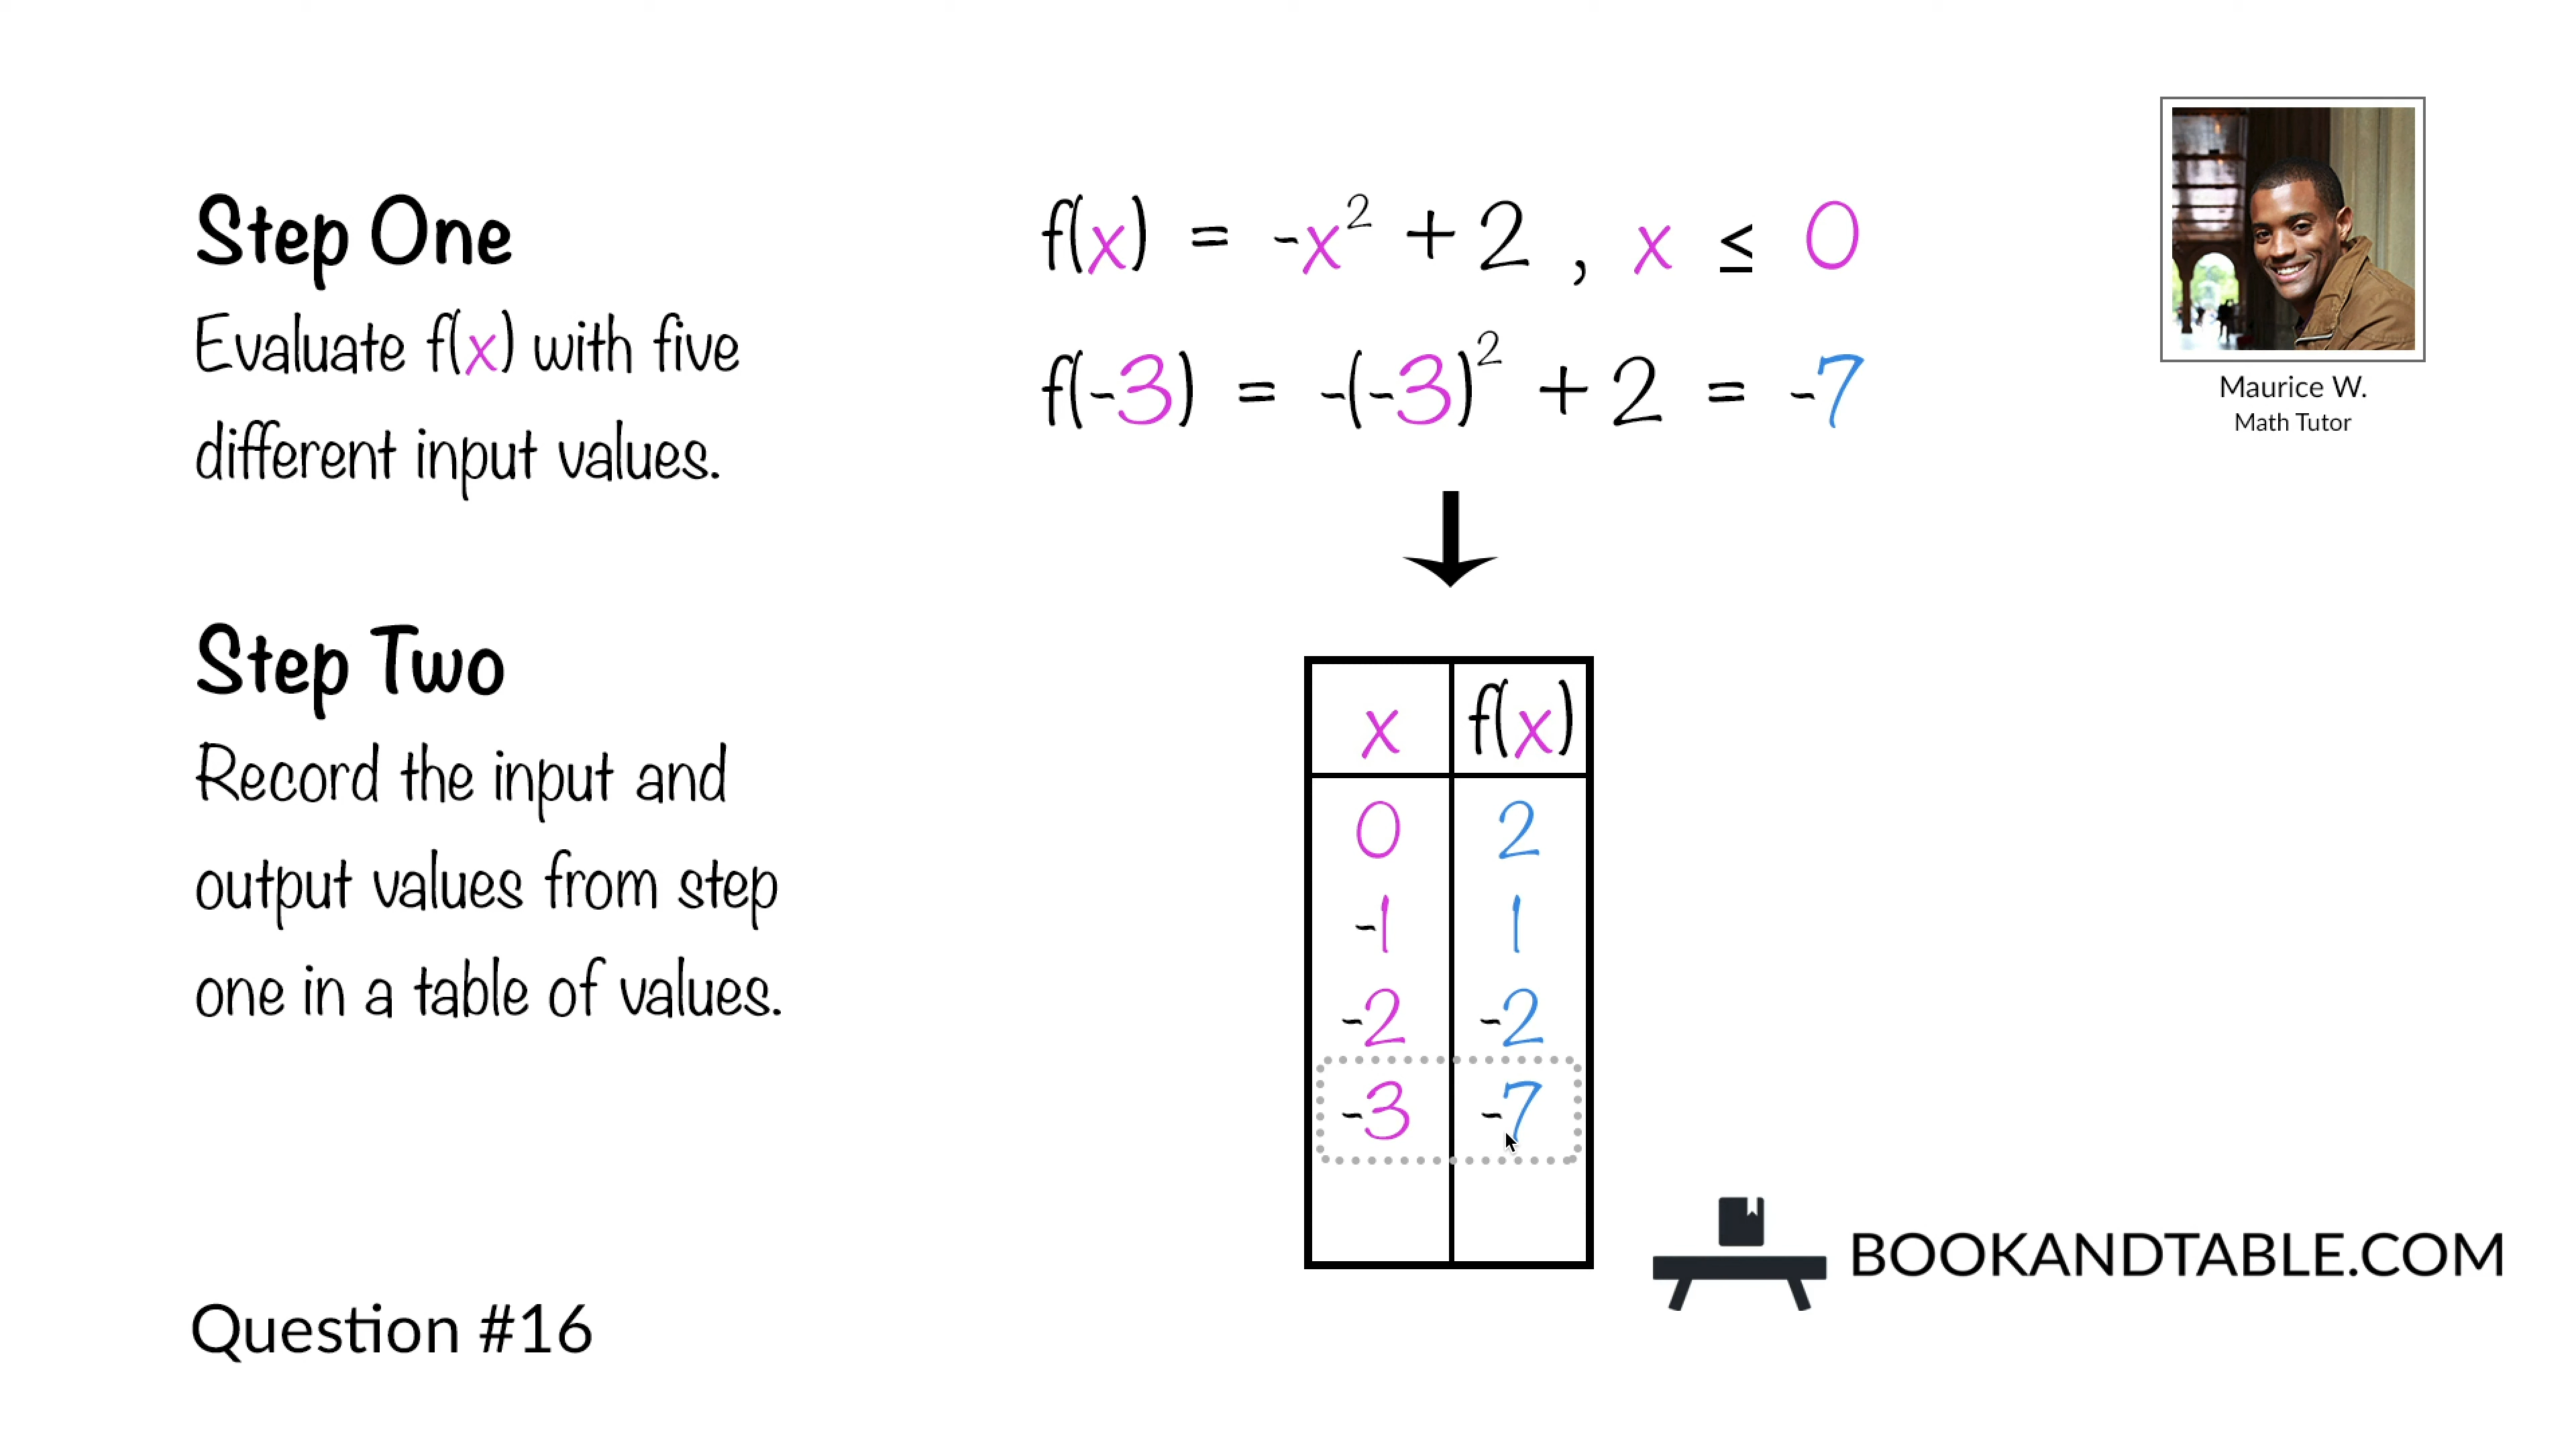 Step One
Evaluate f(x) with five
different input values.
f(x) = -x² + 2 , x ≤ 0
f(-3) = -(-3)² + 2 = -7
Maurice W.
Math Tutor
Step Two
Record the input and
output values from step
one in a table of values.
x f(x)
0 2
-1 1
-2 -2
-3 -7
BOOKANDTABLE.COM
Question #16